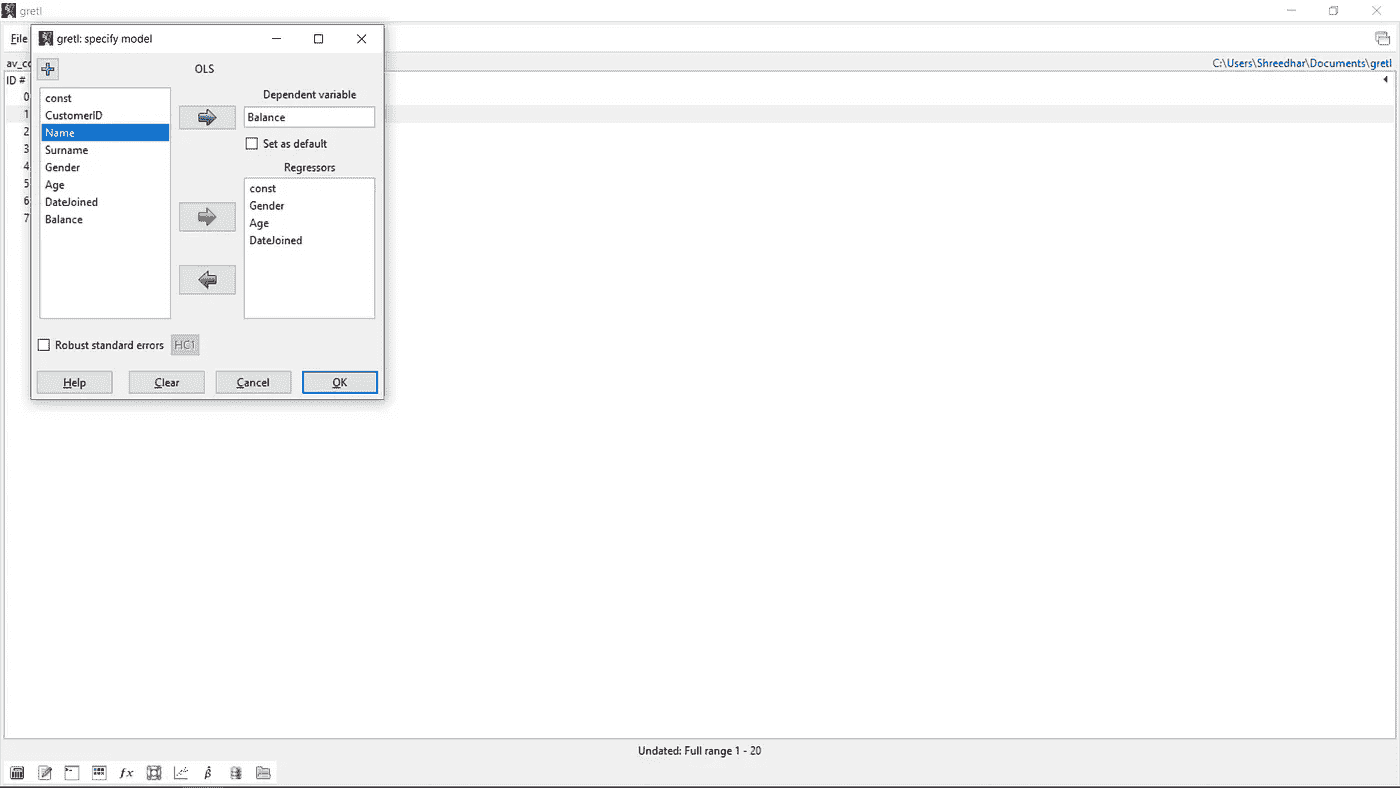 gretl
File
gretl: specify model
av_co
C:\Users\Shreedhar\Documents\gretl
ID #
0
1
2
3
4
5
6
7
OLS
const
CustomerID
Name
Surname
Gender
Age
DateJoined
Balance
Dependent variable
Balance
Set as default
Regressors
const
Gender
Age
DateJoined
Robust standard errors HC1
Help Clear Cancel OK
Undated: Full range 1 - 20
fx
β̂